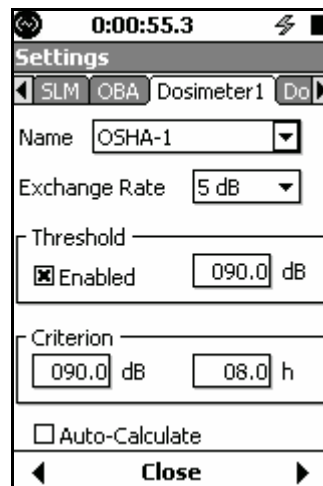 0:00:55.3
Settings
SLM OBA Dosimeter1 Do
Name OSHA-1
Exchange Rate 5 dB
Threshold
Enabled 090.0 dB
Criterion
090.0 dB 08.0 h
Auto-Calculate
Close